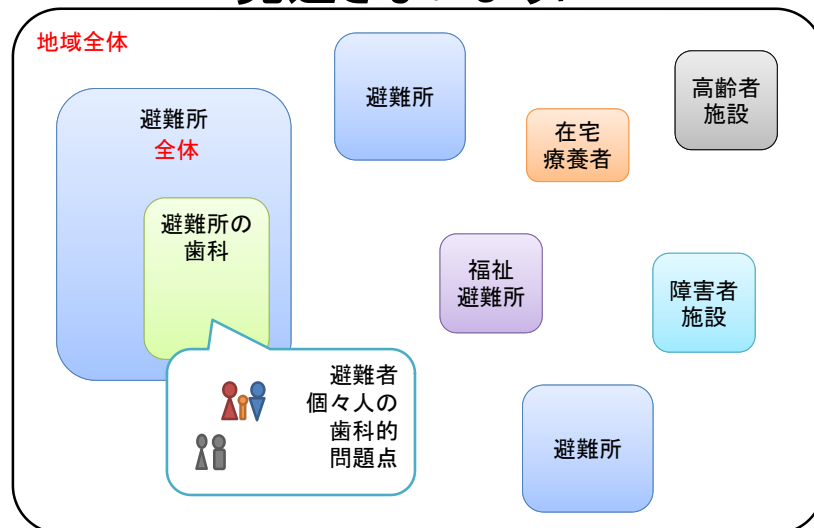 地域全体
避難所
全体
避難所の
歯科
避難者
個々人の
歯科的
問題点
避難所
在宅
療養者
高齢者
施設
福祉
避難所
障害者
施設
避難所